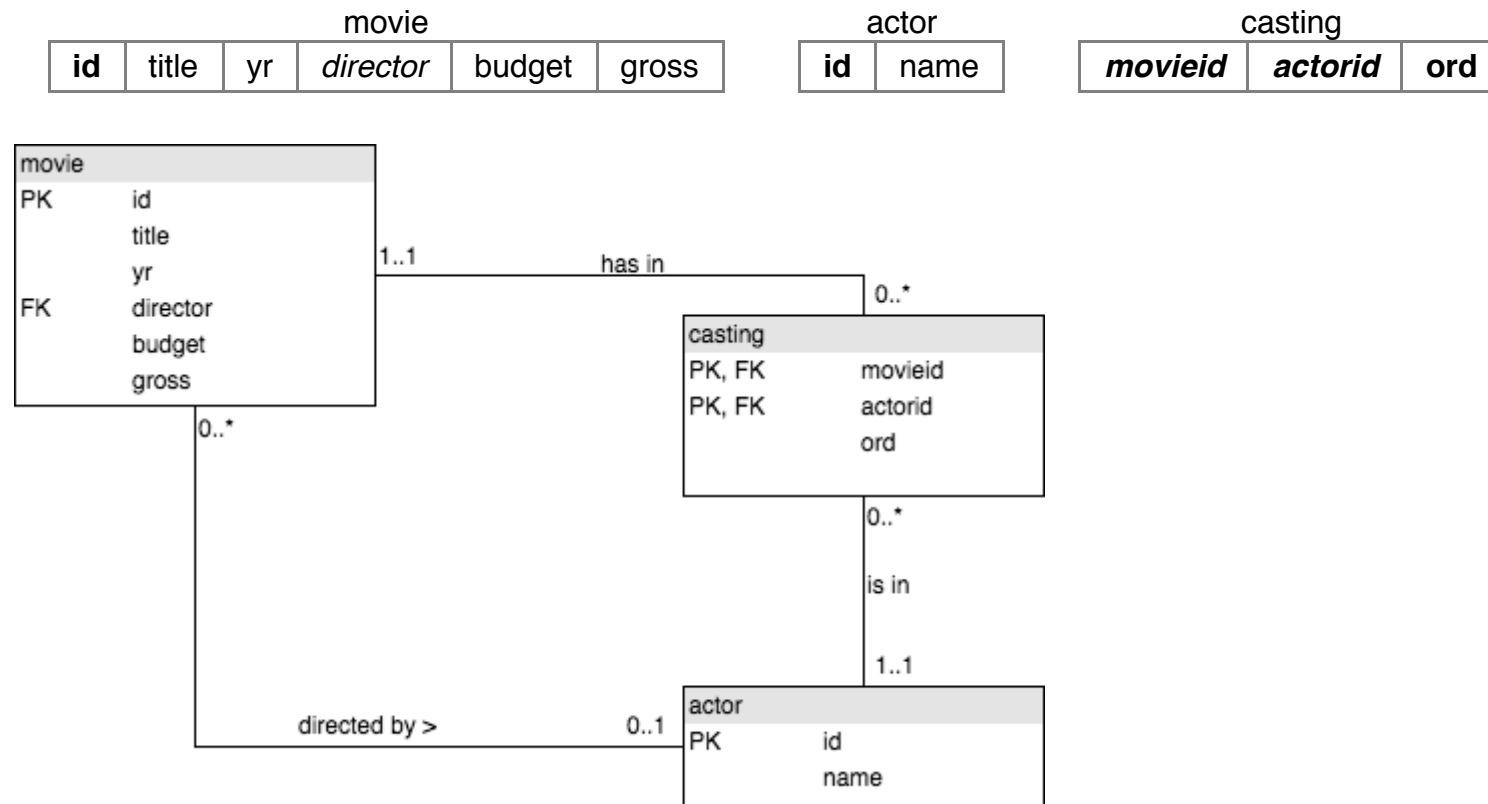 movie actor casting
id title yr director budget gross id name movieid actorid ord
movie
PK id
title
yr
FK director
budget
gross
1..1
has in
0..*
casting
PK, FK movieid
PK, FK actorid
ord
0..*
0..*
is in
1..1
directed by >
0..1
actor
PK id
name